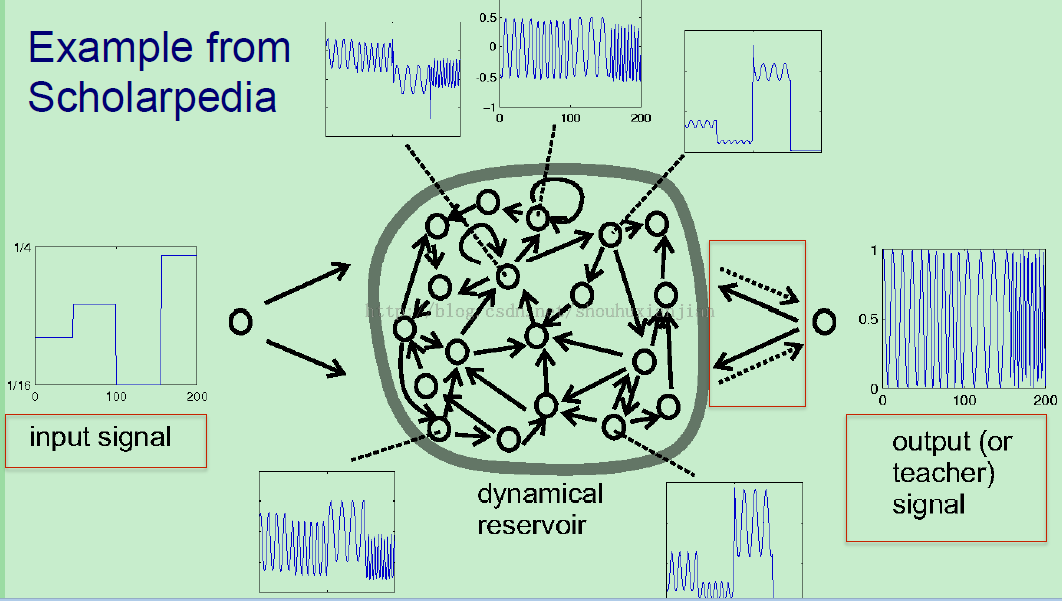 Example from
Scholarpedia
0.5
0
-0.5
-1
0
100
200
1/4
1/16
0
100
200
input signal
dynamical
reservoir
1
0.5
0
0
100
200
output (or
teacher)
signal